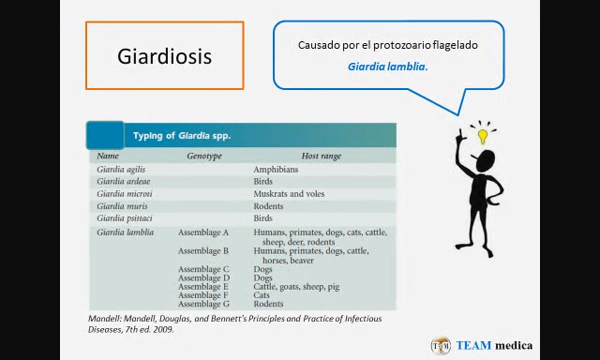 Giardiosis
Causado por el protozoario flagelado
Giardia lamblia.
Typing of Giardia spp.
Name Genotype Host range
Giardia agilis Amphibians
Giardia ardeae Birds
Giardia microti Muskrats and voles
Giardia muris Rodents
Giardia psittaci Birds
Giardia lamblia Assemblage A Humans, primates, dogs, cats, cattle,
sheep, deer, rodents
Assemblage B Humans, primates, dogs, cattle,
horses, beaver
Assemblage C Dogs
Assemblage D Dogs
Assemblage E Cattle, goats, sheep, pig
Assemblage F Cats
Assemblage G Rodents
Mandell: Mandell, Douglas, and Bennett's Principles and Practice of Infectious
Diseases, 7th ed. 2009.
TEAM medica